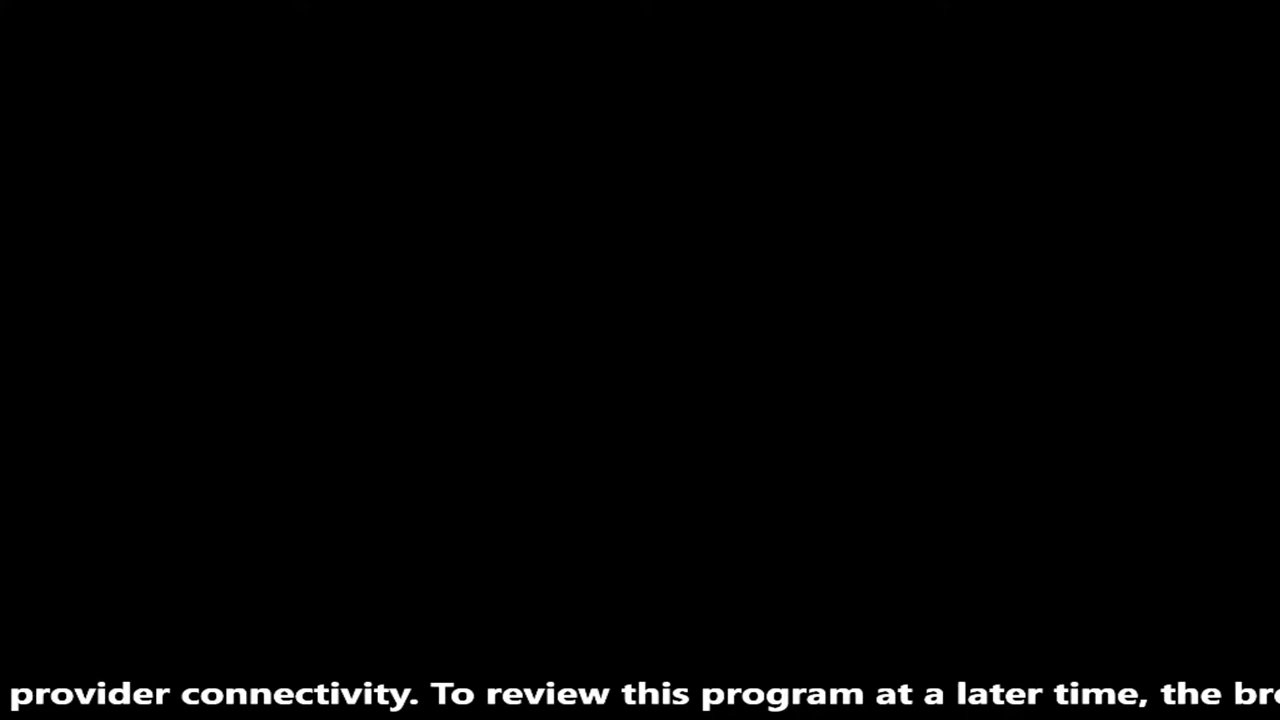 provider connectivity. To review this program at a later time, the